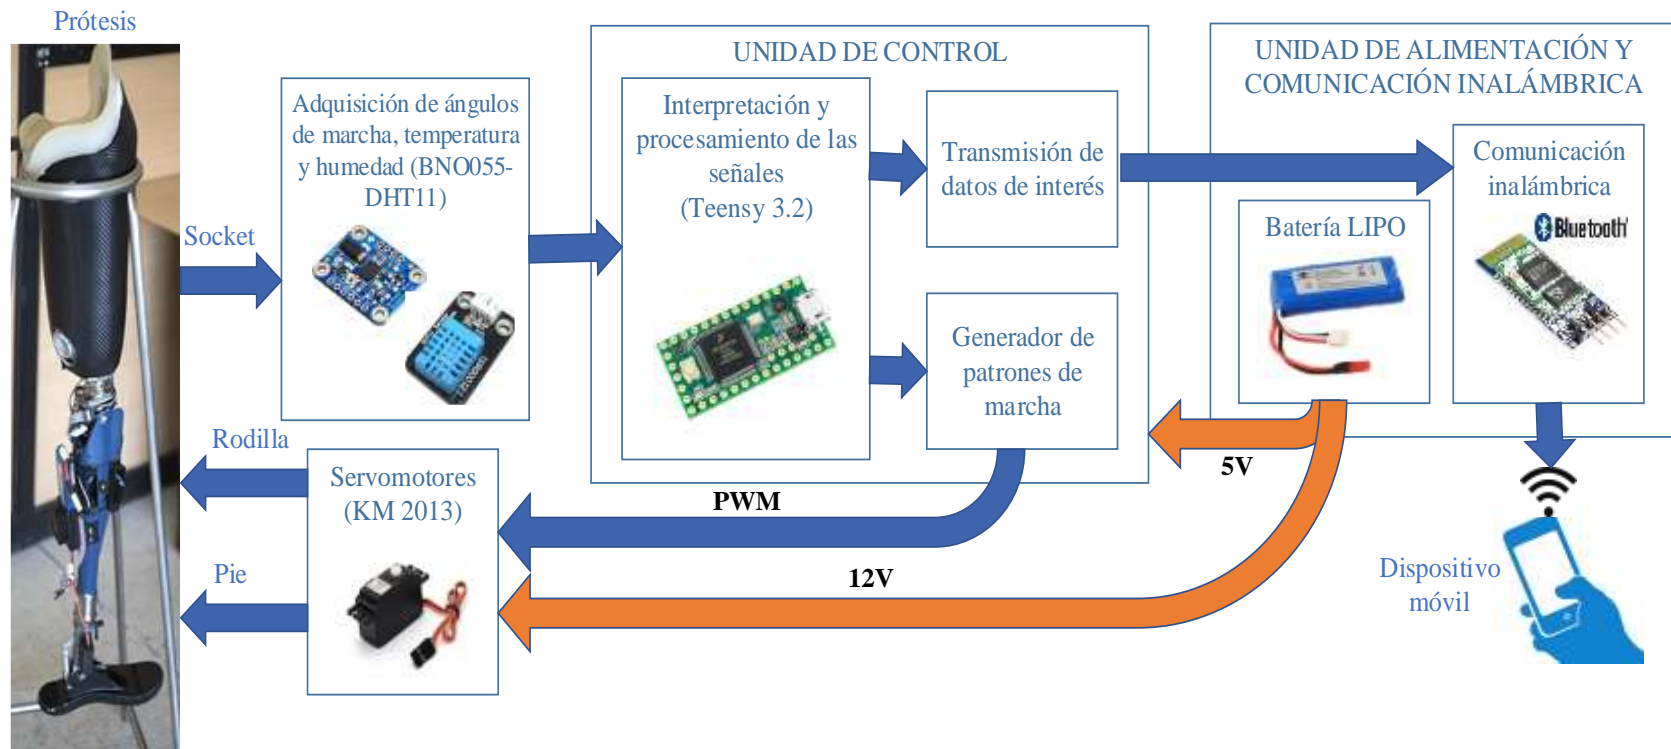 Prótesis
UNIDAD DE CONTROL
UNIDAD DE ALIMENTACIÓN Y
COMUNICACIÓN INALÁMBRICA
Adquisición de ángulos
de marcha, temperatura
y humedad (BNO055-
DHT11)
Interpretación y
procesamiento de las
señales
(Teensy 3.2)
Transmisión de
datos de interés
Comunicación
inalámbrica
Bluetooth
Batería LIPO
Socket
Generador de
patrones de
marcha
Rodilla
Servomotores
(KM 2013)
Pie
5V
PWM
12V
Dispositivo
móvil